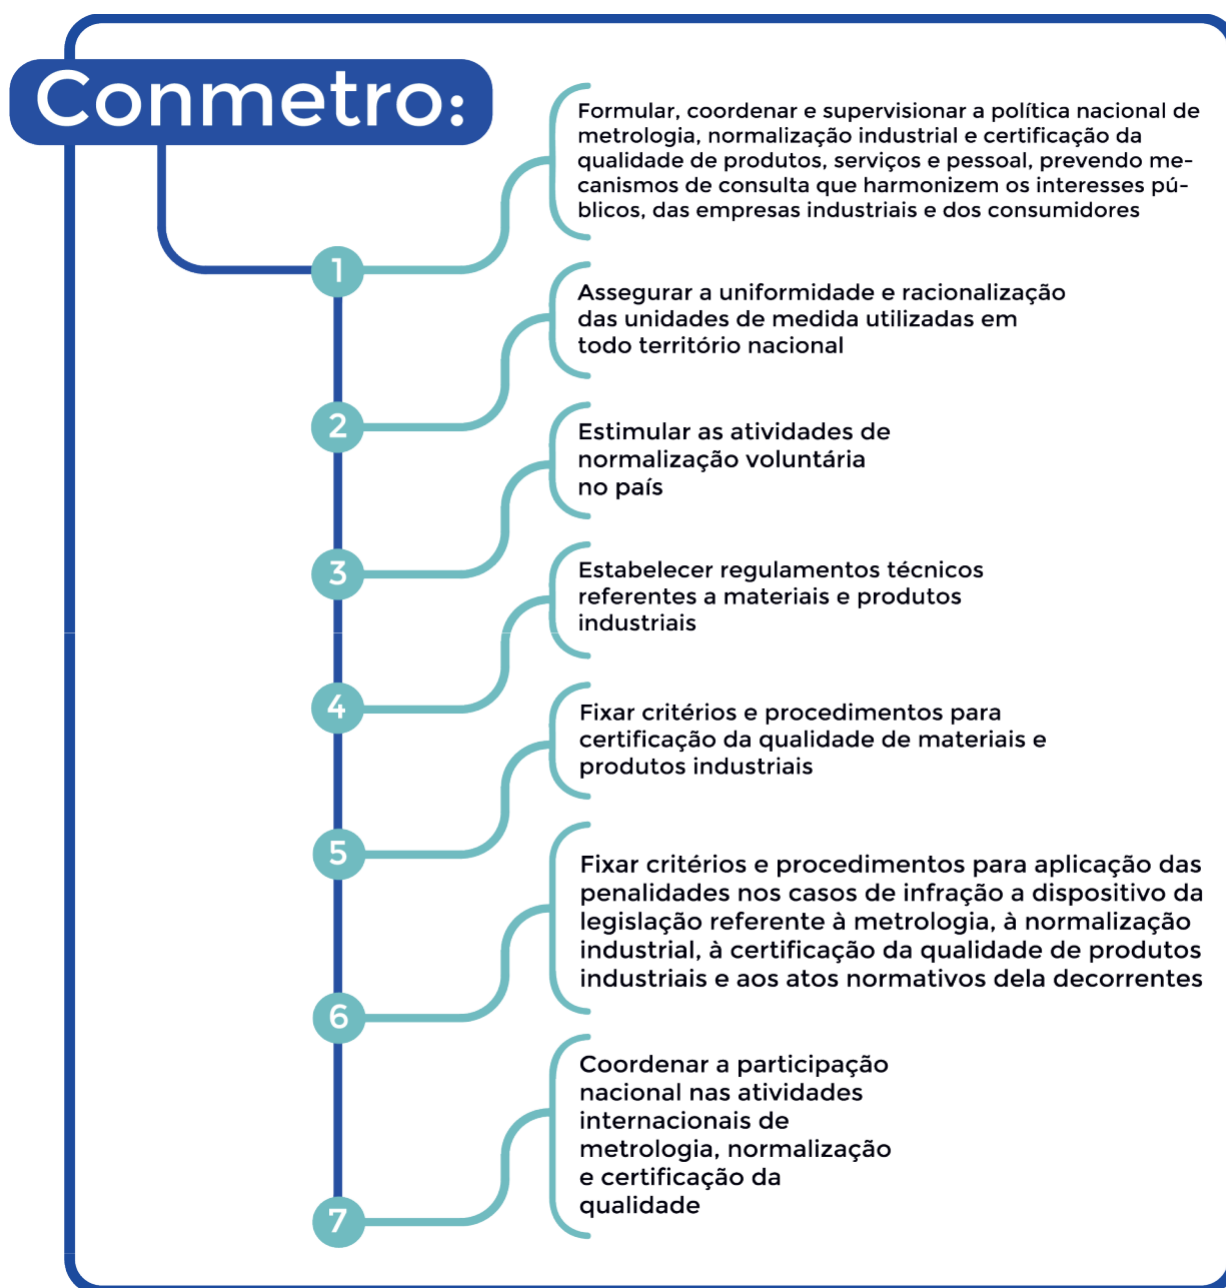 Conmetro:
1
Formular, coordenar e supervisionar a política nacional de
metrologia, normalização industrial e certificação da
qualidade de produtos, serviços e pessoal, prevendo me-
canismos de consulta que harmonizem os interesses pú-
blicos, das empresas industriais e dos consumidores
2
Assegurar a uniformidade e racionalização
das unidades de medida utilizadas em
todo território nacional
3
Estimular as atividades de
normalização voluntária
no país
4
Estabelecer regulamentos técnicos
referentes a materiais e produtos
industriais
5
Fixar critérios e procedimentos para
certificação da qualidade de materiais e
produtos industriais
6
Fixar critérios e procedimentos para aplicação das
penalidades nos casos de infração a dispositivo da
legislação referente à metrologia, à normalização
industrial, à certificação da qualidade de produtos
industriais e aos atos normativos dela decorrentes
7
Coordenar a participação
nacional nas atividades
internacionais de
metrologia, normalização
e certificação da
qualidade